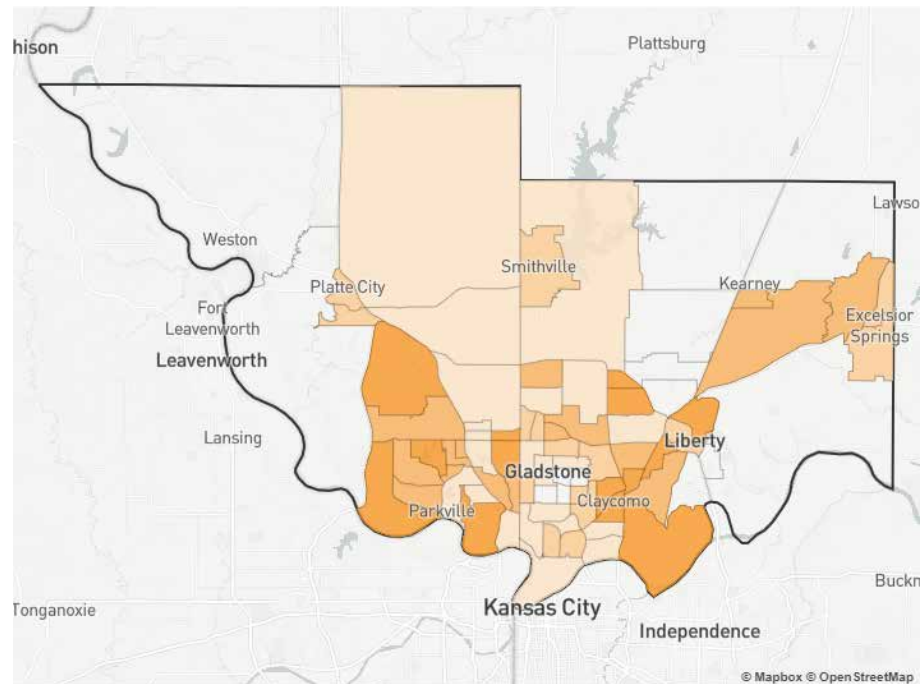 Plattsburg
hison
Lawso
Weston
Smithville
Kearney
Platte City
Fort
Leavenworth
Excelsior
Springs
Leavenworth
Lansing
Liberty
Gladstone
Claycomo
Parkville
Buckn
Tonganoxie
Kansas City
Independence
© Mapbox © OpenStreetMap